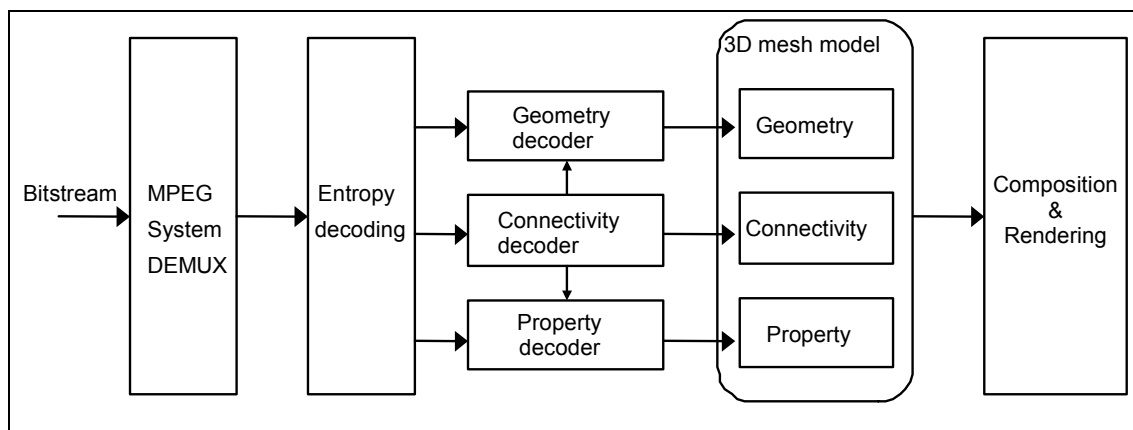 3D mesh model
Geometry
decoder
Geometry
Bitstream
MPEG
System
DEMUX
Entropy
decoding
Connectivity
decoder
Connectivity
Composition
&
Rendering
Property
decoder
Property